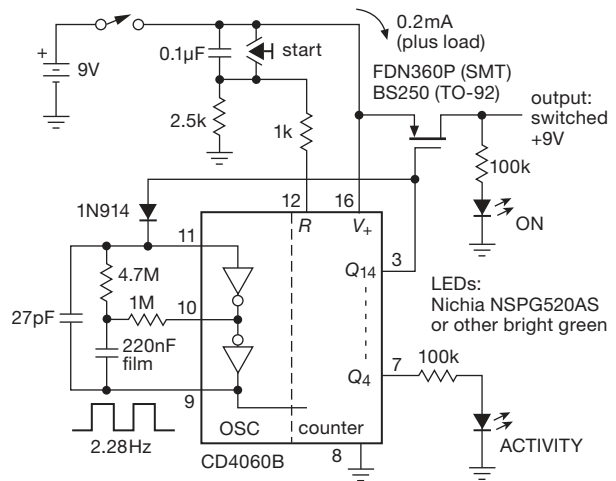 0.2mA
(plus load)
0.1µF
start
+
9V
FDN360P (SMT)
BS250 (TO-92)
output:
switched
+9V
2.5k
1k
100k
12
16
1N914
R
V+
ON
11
3
Q14
4.7M
1M
10
LEDs:
Nichia NSPG520AS
or other bright green
27pF
220nF
film
7
100k
Q4
9
2.28Hz
OSC
counter
8
ACTIVITY
CD4060B